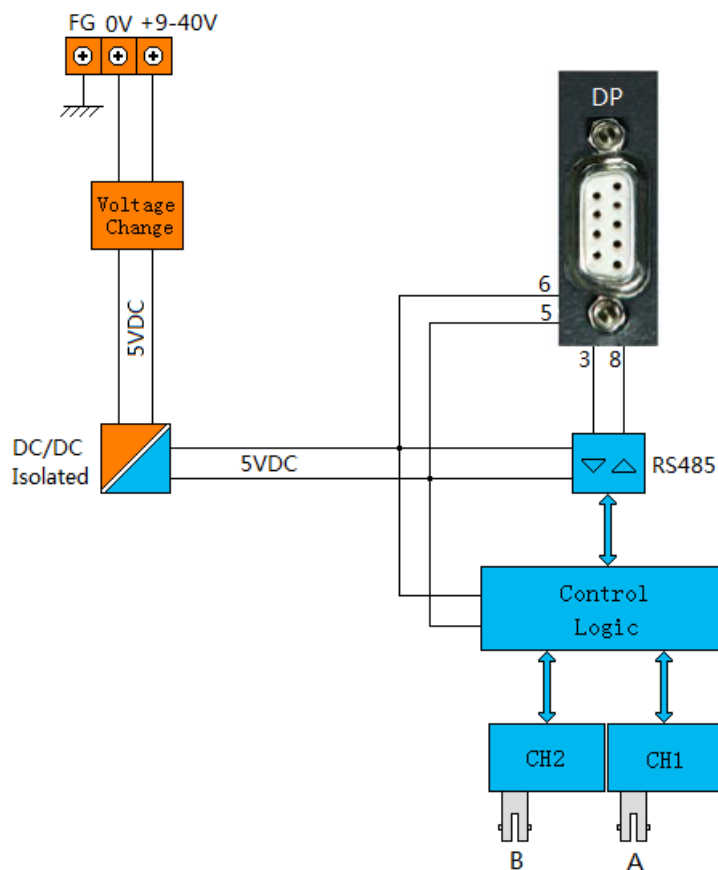 FG 0V +9-40V
DP
Voltage
Change
6
5
5VDC
3 8
DC/DC
Isolated
5VDC
RS485
Control
Logic
CH2 CH1
B A